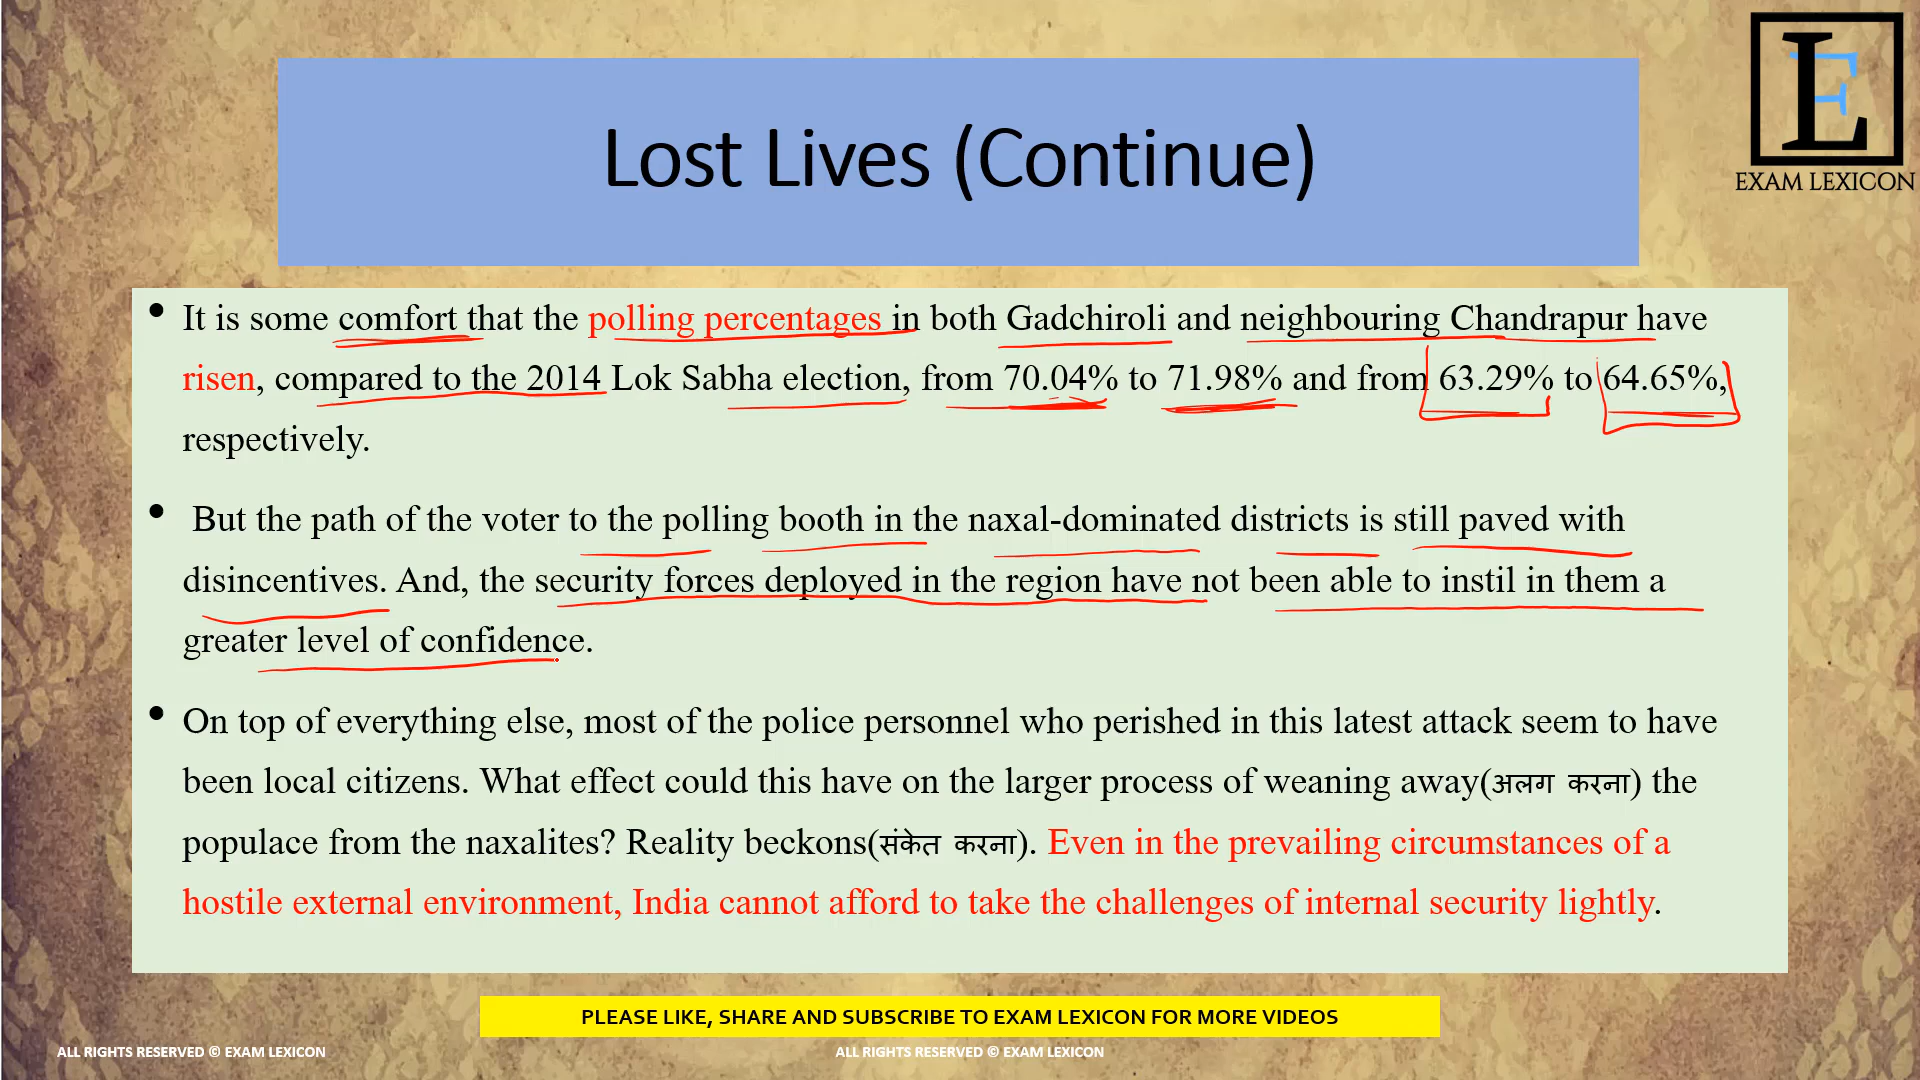 EXAM LEXICON
Lost Lives (Continue)
• It is some comfort that the polling percentages in both Gadchiroli and neighbouring Chandrapur have
risen, compared to the 2014 Lok Sabha election, from 70.04% to 71.98% and from 63.29% to 64.65%,
respectively.
• But the path of the voter to the polling booth in the naxal-dominated districts is still paved with
disincentives. And, the security forces deployed in the region have not been able to instil in them a
greater level of confidence.
• On top of everything else, most of the police personnel who perished in this latest attack seem to have
been local citizens. What effect could this have on the larger process of weaning away(अलग करना) the
populace from the naxalites? Reality beckons(संकेत करना). Even in the prevailing circumstances of a
hostile external environment, India cannot afford to take the challenges of internal security lightly.
PLEASE LIKE, SHARE AND SUBSCRIBE TO EXAM LEXICON FOR MORE VIDEOS
ALL RIGHTS RESERVED © EXAM LEXICON
ALL RIGHTS RESERVED © EXAM LEXICON